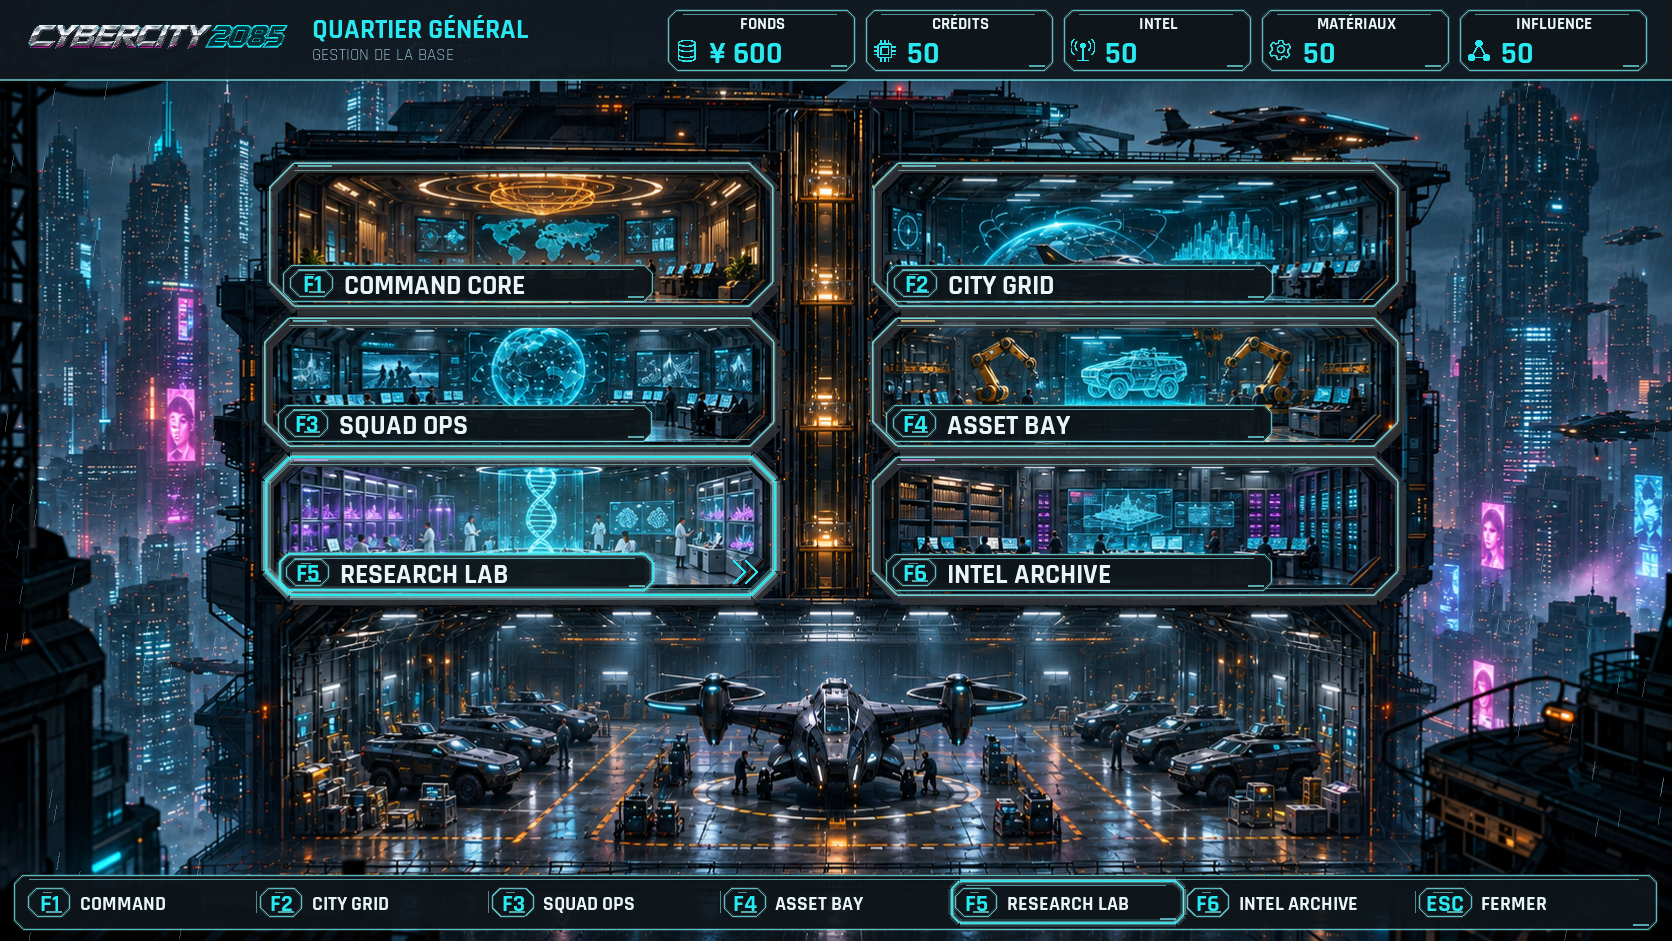 CYBERCITY 2085
QUARTIER GÉNÉRAL
GESTION DE LA BASE
FONDS
¥ 600
CRÉDITS
50
INTEL
50
MATÉRIAUX
50
INFLUENCE
50
F1 COMMAND CORE
F2 CITY GRID
F3 SQUAD OPS
F4 ASSET BAY
F5 RESEARCH LAB
F6 INTEL ARCHIVE
F1 COMMAND
F2 CITY GRID
F3 SQUAD OPS
F4 ASSET BAY
F5 RESEARCH LAB
F6 INTEL ARCHIVE
ESC FERMER